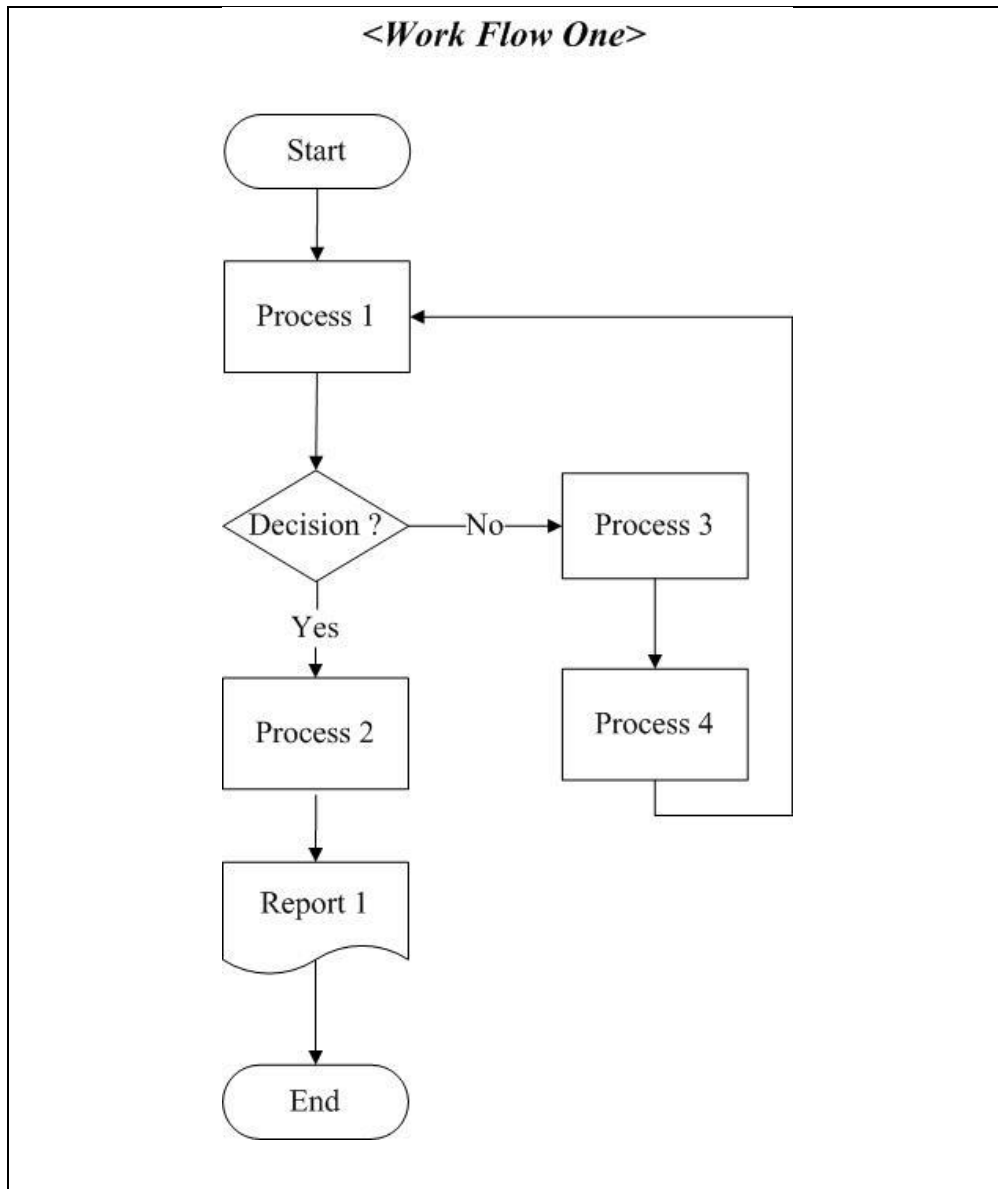 <Work Flow One>
Start
Process 1
Decision ?
No
Process 3
Yes
Process 2
Process 4
Report 1
End